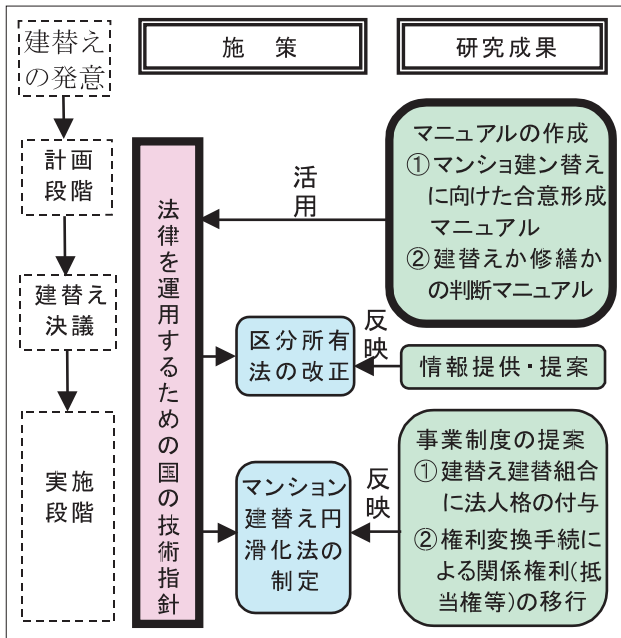 建替え
の発意
計画
段階
建替え
決議
実施
段階
施 策
法律を運用するための国の技術指針
活用
区分所有
法の改正
反映
マンション
建替え円
滑化法の
制定
反映
研究成果
マニュアルの作成
①マンショ建ン替え
に向けた合意形成
マニュアル
②建替えか修繕か
の判断マニュアル
情報提供・提案
事業制度の提案
①建替え建替組合
に法人格の付与
②権利変換手続に
よる関係権利(抵
当権等)の移行